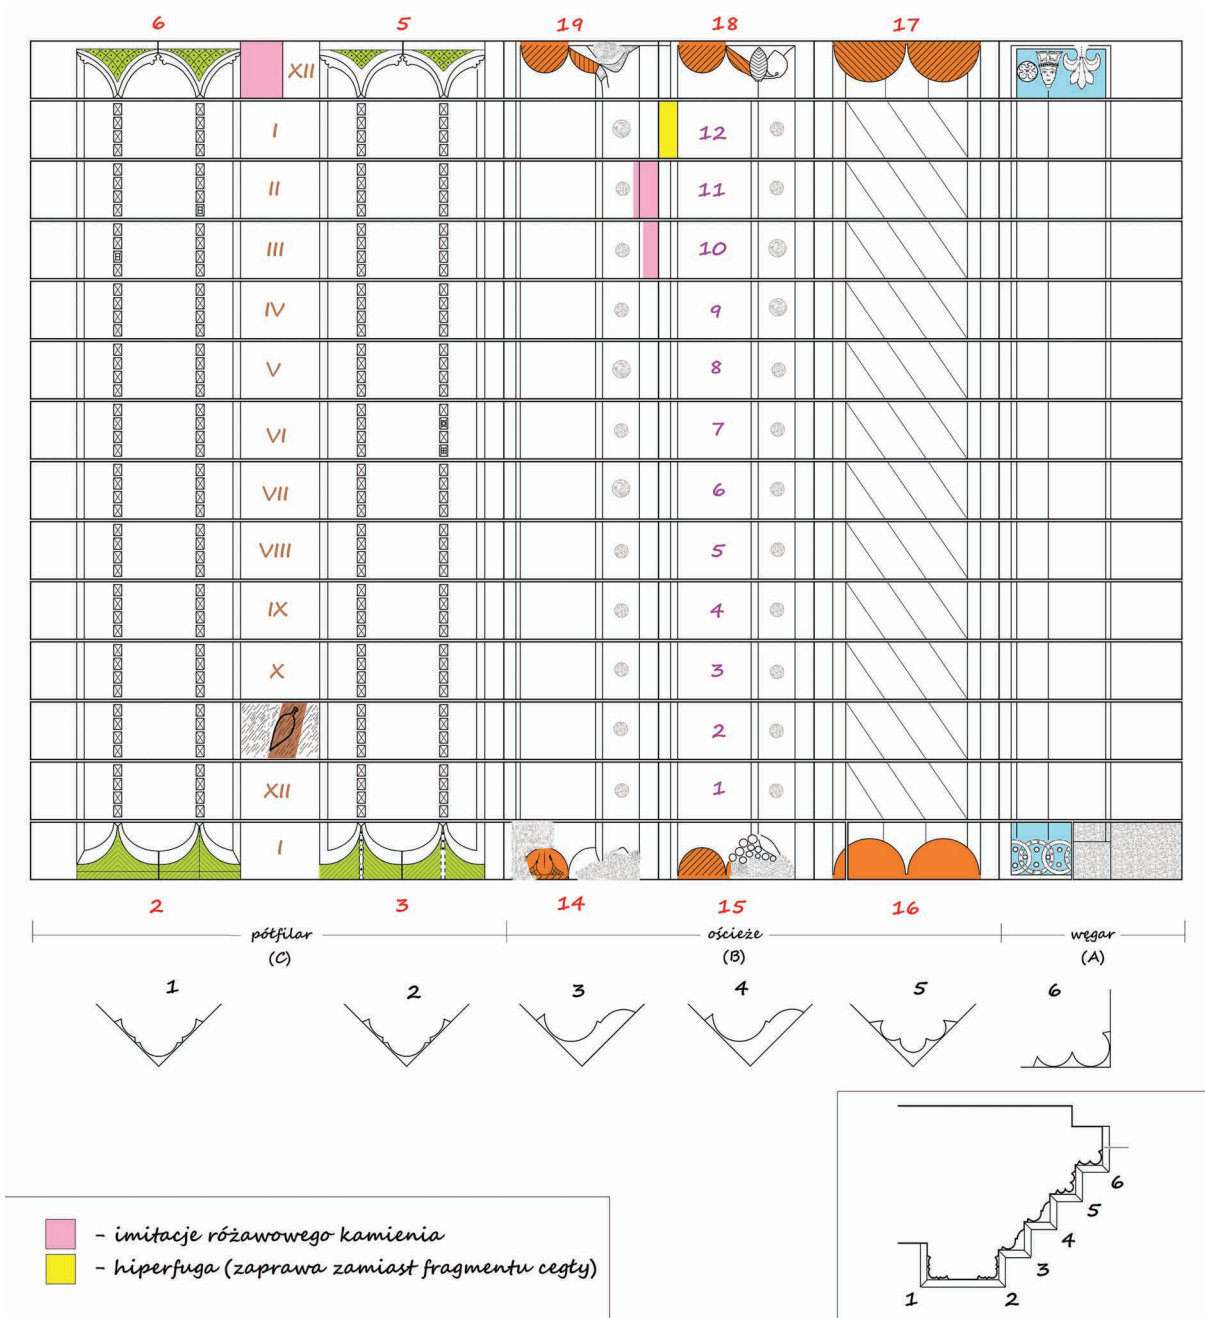 6 5 19 18 17
XII
I 12
II 11
III 10
IV 9
V 8
VI 7
VII 6
VIII 5
IX 4
X 3
2
XII 1
I
2 3 14 15 16
półfilar ościeże węgar
(C) (B) (A)
1 2 3 4 5 6
6
5
4
3
1 2
- imitacje różawowego kamienia
- hiperfuga (zaprawa zamiast fragmentu cegły)